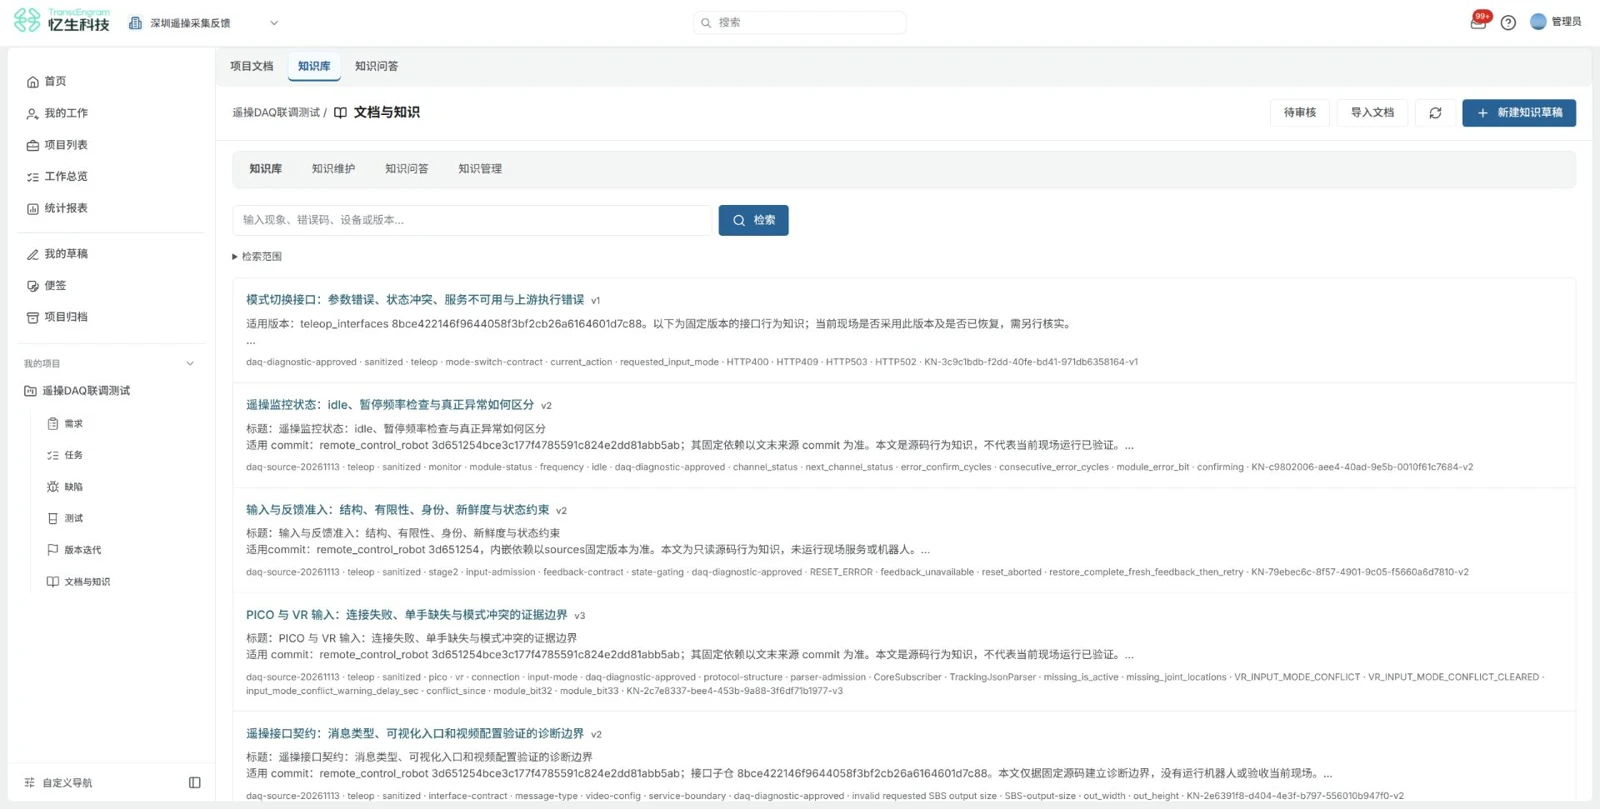 TransEngram
忆生科技
深圳遥操采集反馈
搜索
99+
管理员
首页
我的工作
项目列表
工作总览
统计报表
我的草稿
便签
项目归档
我的项目
遥操DAQ联调测试
需求
任务
缺陷
测试
版本迭代
文档与知识
自定义导航
项目文档 知识库 知识问答
遥操DAQ联调测试 / 文档与知识
待审核 导入文档 + 新建知识草稿
知识库 知识维护 知识问答 知识管理
输入现象、错误码、设备或版本...
检索
检索范围
模式切换接口：参数错误、状态冲突、服务不可用与上游执行错误 v1
适用版本：teleop_interfaces 8bce422146f9644058f3bf2cb26a6164601d7c88。以下为固定版本的接口行为知识；当前现场是否采用此版本及是否已恢复，需另行核实。
...
daq-diagnostic-approved · sanitized · teleop · mode-switch-contract · current_action · requested_input_mode · HTTP400 · HTTP409 · HTTP503 · HTTP502 · KN-3c9c1bdb-f2dd-40fe-bd41-971db6358164-v1
遥操监控状态：idle、暂停频率检查与真正异常如何区分 v2
标题：遥操监控状态：idle、暂停频率检查与真正异常如何区分
适用 commit：remote_control_robot 3d651254bce3c177f4785591c824e2dd81abb5ab；其固定依赖以文末来源 commit 为准。本文是源码行为知识，不代表当前现场运行已验证。...
daq-source-20261113 · teleop · sanitized · monitor · module-status · frequency · idle · daq-diagnostic-approved · channel_status · next_channel_status · error_confirm_cycles · consecutive_error_cycles · module_error_bit · confirming · KN-c9802006-aee4-40ad-9e5b-0010f61c7684-v2
输入与反馈准入：结构、有限性、身份、新鲜度与状态约束 v2
标题：输入与反馈准入：结构、有限性、身份、新鲜度与状态约束
适用commit：remote_control_robot 3d651254，内嵌依赖以sources固定版本为准。本文为只读源码行为知识，未运行现场服务或机器人。...
daq-source-20261113 · teleop · sanitized · stage2 · input-admission · feedback-contract · state-gating · daq-diagnostic-approved · RESET_ERROR · feedback_unavailable · reset_aborted · restore_complete_fresh_feedback_then_retry · KN-79ebec6c-8f57-4901-9c05-f5660a6d7810-v2
PICO 与 VR 输入：连接失败、单手缺失与模式冲突的证据边界 v3
标题：PICO 与 VR 输入：连接失败、单手缺失与模式冲突的证据边界
适用 commit：remote_control_robot 3d651254bce3c177f4785591c824e2dd81abb5ab；其固定依赖以文末来源 commit 为准。本文是源码行为知识，不代表当前现场运行已验证。...
daq-source-20261113 · teleop · sanitized · pico · vr · connection · input-mode · daq-diagnostic-approved · protocol-structure · parser-admission · CoreSubscriber · TrackingJsonParser · missing_is_active · missing_joint_locations · VR_INPUT_MODE_CONFLICT · VR_INPUT_MODE_CONFLICT_CLEARED ·
input_mode_conflict_warning_delay_sec · conflict_since · module_bit32 · module_bit33 · KN-2c7e8337-bee4-453b-9a88-3f6df71b1977-v3
遥操接口契约：消息类型、可视化入口和视频配置验证的诊断边界 v2
标题：遥操接口契约：消息类型、可视化入口和视频配置验证的诊断边界
适用 commit：remote_control_robot 3d651254bce3c177f4785591c824e2dd81abb5ab；接口子仓 8bce422146f9644058f3bf2cb26a6164601d7c88。本文仅据固定源码建立诊断边界，没有运行机器人或验收当前现场。...
daq-source-20261113 · teleop · sanitized · interface-contract · message-type · video-config · service-boundary · daq-diagnostic-approved · invalid requested SBS output size · SBS-output-size · out_width · out_height · KN-2e6391f8-d404-4e3f-b797-556010b947f0-v2